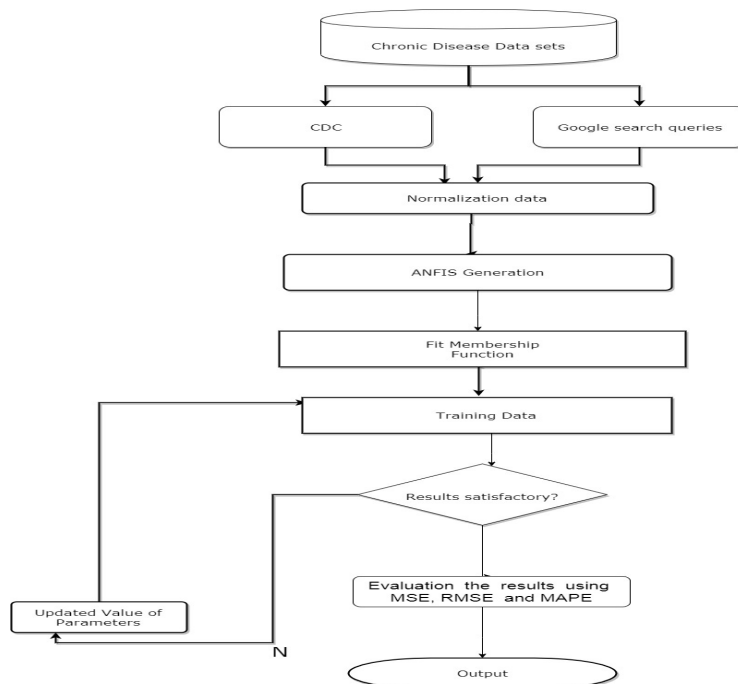 Chronic Disease Data sets
CDC
Google search queries
Normalization data
ANFIS Generation
Fit Membership
Function
Training Data
Results satisfactory?
Evaluation the results using
MSE, RMSE and MAPE
Updated Value of
Parameters
N
Output